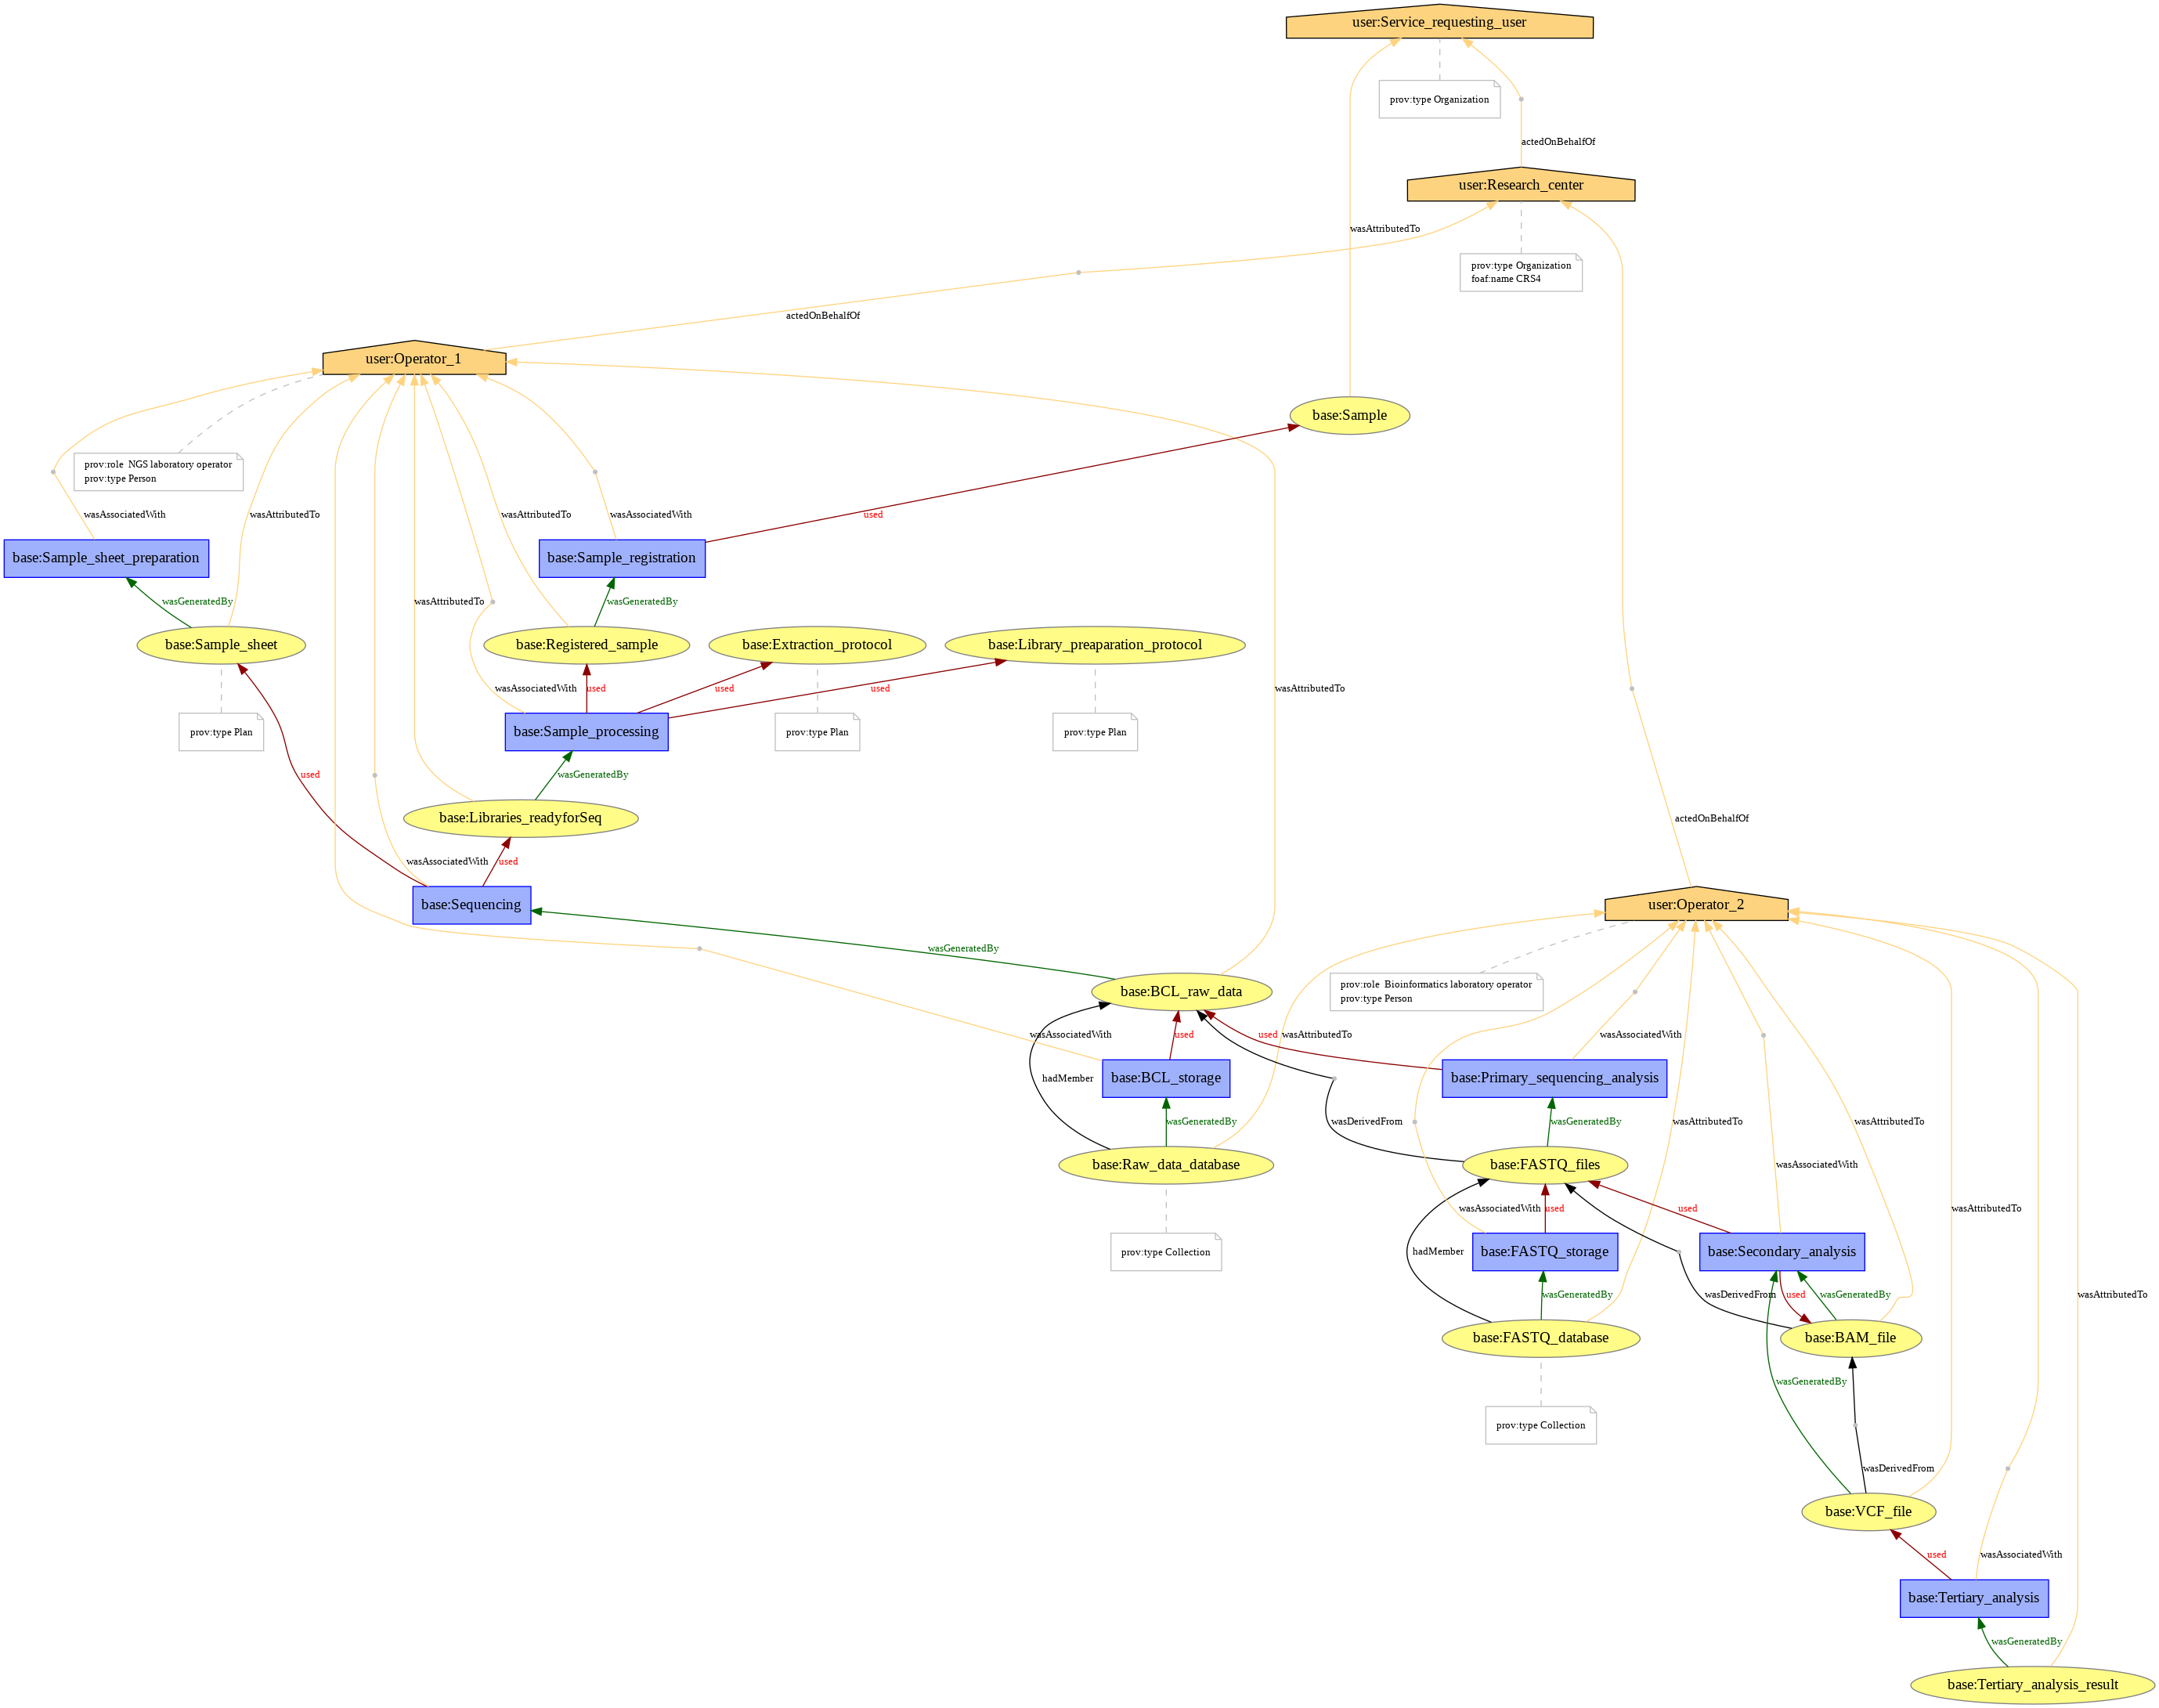 user:Service_requesting_user
prov:type Organization
actedOnBehalfOf
user:Research_center
wasAttributedTo
prov:type Organization
foaf:name CRS4
actedOnBehalfOf
user:Operator_1
base:Sample
prov:role  NGS laboratory operator
prov:type Person
wasAssociatedWith
wasAttributedTo
wasAttributedTo
wasAssociatedWith
used
base:Sample_sheet_preparation
base:Sample_registration
wasGeneratedBy
wasAttributedTo
wasGeneratedBy
base:Sample_sheet
base:Registered_sample
base:Extraction_protocol
base:Library_preaparation_protocol
wasAssociatedWith
used
used
used
wasAttributedTo
prov:type Plan
base:Sample_processing
prov:type Plan
prov:type Plan
used
wasGeneratedBy
base:Libraries_readyforSeq
actedOnBehalfOf
wasAssociatedWith
used
base:Sequencing
user:Operator_2
wasGeneratedBy
base:BCL_raw_data
prov:role  Bioinformatics laboratory operator
prov:type Person
wasAssociatedWith
used
used
wasAttributedTo
wasAssociatedWith
hadMember
base:BCL_storage
base:Primary_sequencing_analysis
wasGeneratedBy
wasDerivedFrom
wasGeneratedBy
wasAttributedTo
wasAttributedTo
base:Raw_data_database
base:FASTQ_files
wasAssociatedWith
wasAssociatedWith
used
used
wasAttributedTo
prov:type Collection
hadMember
base:FASTQ_storage
base:Secondary_analysis
wasGeneratedBy
wasDerivedFrom
used
wasGeneratedBy
wasAttributedTo
base:FASTQ_database
base:BAM_file
wasGeneratedBy
prov:type Collection
wasDerivedFrom
base:VCF_file
used
wasAssociatedWith
base:Tertiary_analysis
wasGeneratedBy
base:Tertiary_analysis_result